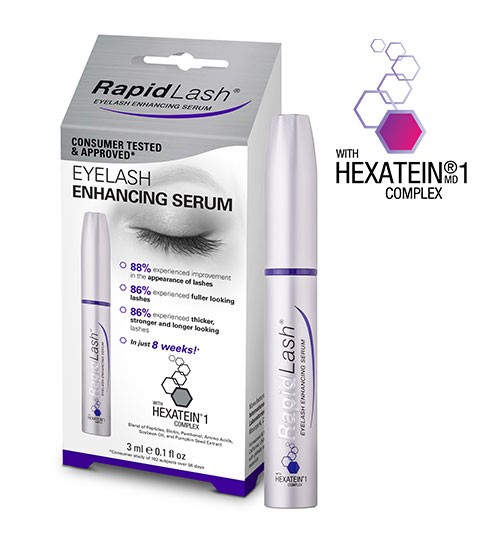 RapidLash®
EYELASH ENHANCING SERUM
CONSUMER TESTED
& APPROVED*
EYELASH
ENHANCING SERUM
88% experienced improvement
in the appearance of lashes
86% experienced fuller looking
lashes
86% experienced thicker,
stronger and longer looking
lashes
In just 8 weeks!*
WITH
HEXATEIN®1
COMPLEX
Blend of Peptides, Biotin, Panthenol, Amino Acids,
Soybean Oil, and Pumpkin Seed Extract
3 ml e 0.1 fl oz
*Consumer study of 102 subjects over 56 days
RapidLash®
EYELASH ENHANCING SERUM
RapidLash®
EYELASH ENHANCING SERUM
WITH
HEXATEIN®1
COMPLEX
WITH
HEXATEIN®MD1
COMPLEX